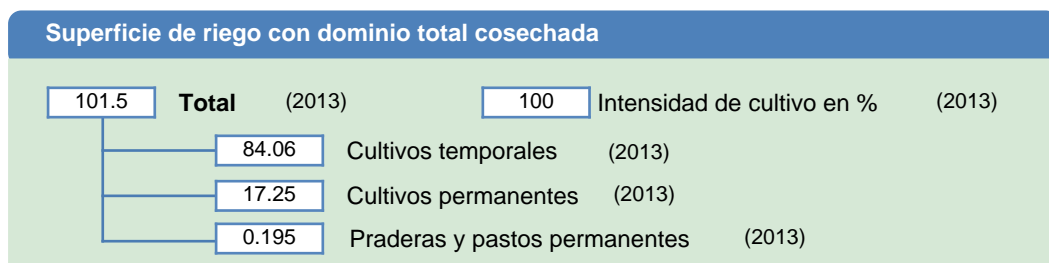 Superficie de riego con dominio total cosechada
101.5 Total (2013) 100 Intensidad de cultivo en % (2013)
84.06 Cultivos temporales (2013)
17.25 Cultivos permanentes (2013)
0.195 Praderas y pastos permanentes (2013)